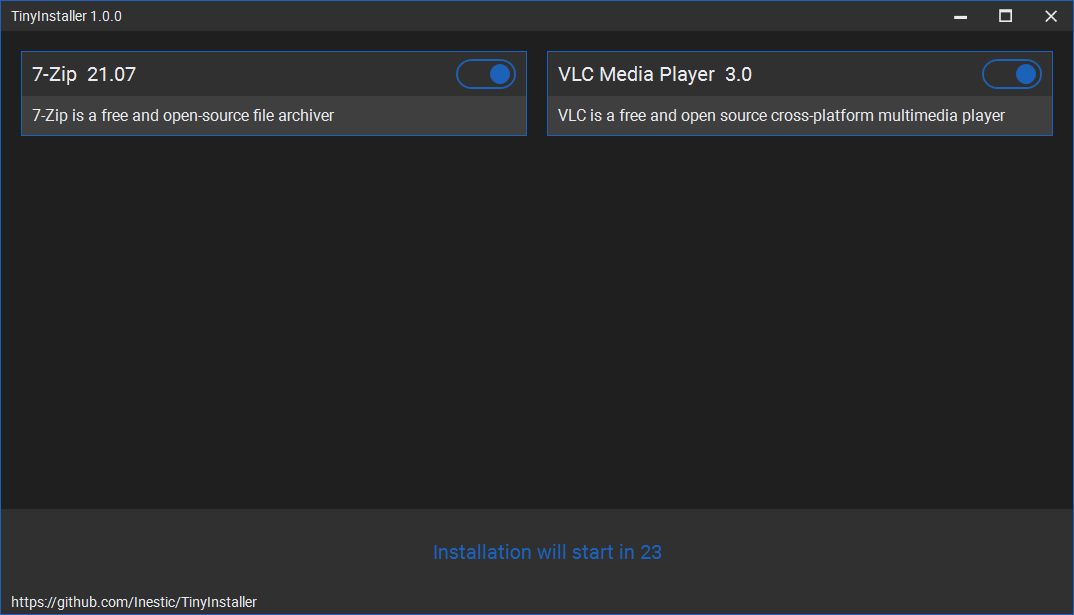 TinyInstaller 1.0.0
7-Zip 21.07
7-Zip is a free and open-source file archiver
VLC Media Player 3.0
VLC is a free and open source cross-platform multimedia player
Installation will start in 23
https://github.com/Inestic/TinyInstaller